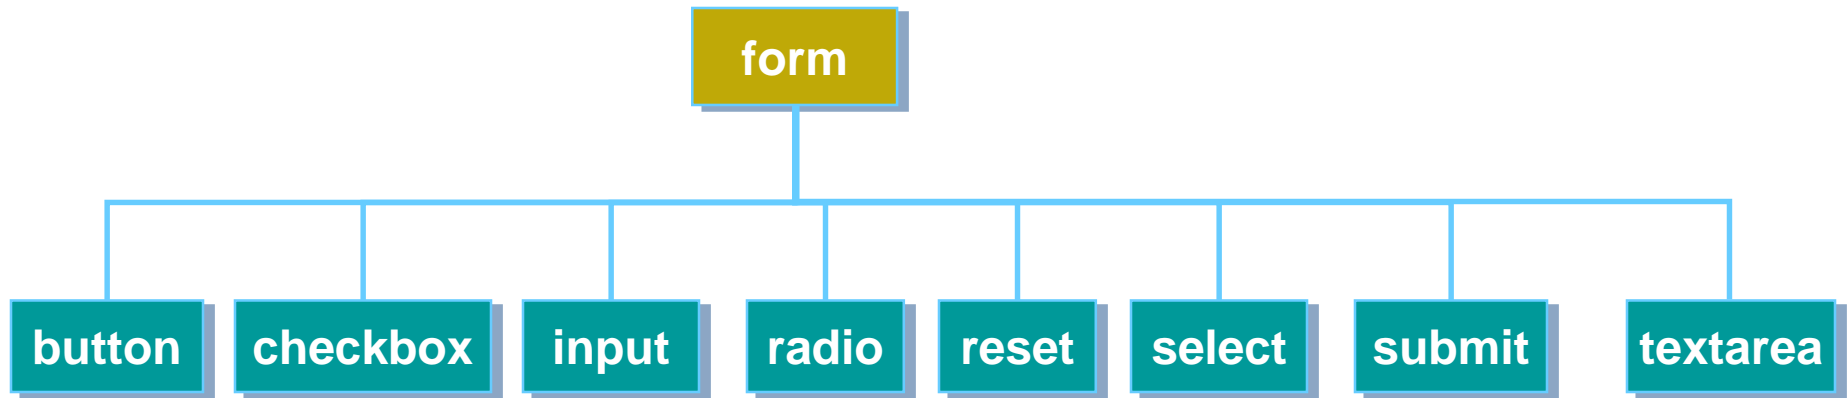 form
button
checkbox
input
radio
reset
select
submit
textarea